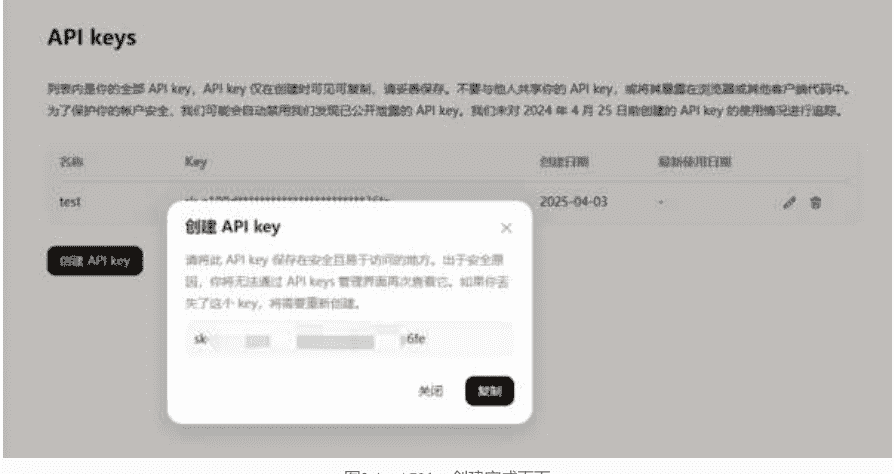 API keys
列表内是你的全部 API key，API key 仅在创建时可见可复制，请妥善保存。不要与他人共享你的 API key，或将其暴露在浏览器或其他客户端代码中。
为了保护你的帐户安全，我们可能会自动禁用我们发现已公开泄露的 API key。我们未对 2024 年 4 月 25 日前创建的 API key 的使用情况进行追踪。
名称 Key 创建日期 最新使用日期
test 2025-04-03 -
创建 API key
创建 API key
请将此 API key 保存在安全且易于访问的地方。出于安全原
因，你将无法通过 API keys 管理界面再次查看它。如果你丢
失了这个 key，将需要重新创建。
sk 6fe
关闭 复制